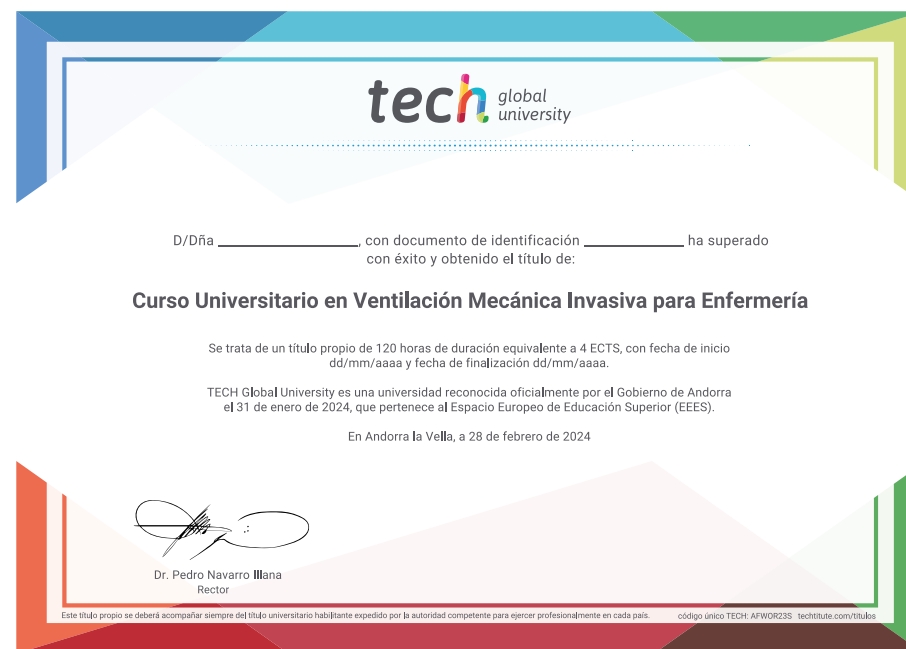 tech global university
D/Dña ______________________, con documento de identificación ________________ ha superado
con éxito y obtenido el título de:
Curso Universitario en Ventilación Mecánica Invasiva para Enfermería
Se trata de un título propio de 120 horas de duración equivalente a 4 ECTS, con fecha de inicio
dd/mm/aaaa y fecha de finalización dd/mm/aaaa.
TECH Global University es una universidad reconocida oficialmente por el Gobierno de Andorra
el 31 de enero de 2024, que pertenece al Espacio Europeo de Educación Superior (EEES).
En Andorra la Vella, a 28 de febrero de 2024
Dr. Pedro Navarro Illana
Rector
Este título propio se deberá acompañar siempre del título universitario habilitante expedido por la autoridad competente para ejercer profesionalmente en cada país. código único TECH: AFWOR23S techtitute.com/titulos